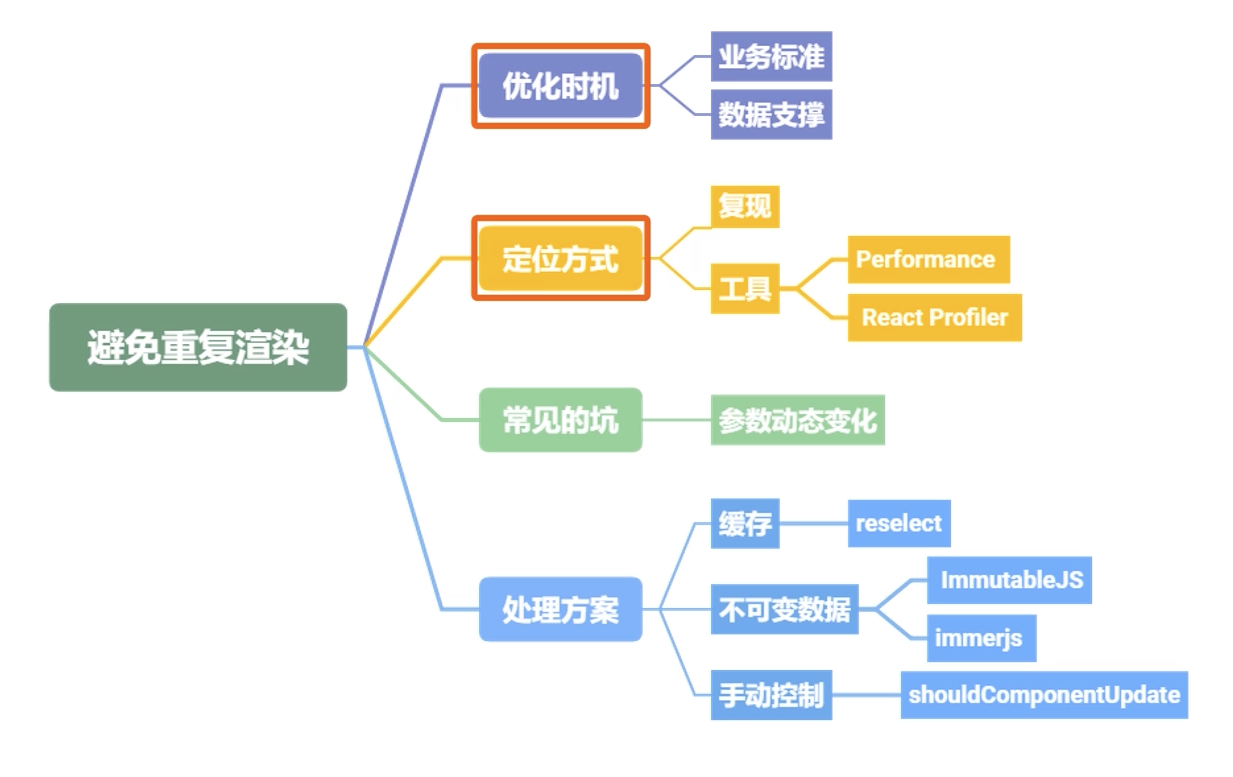 避免重复渲染
优化时机
业务标准
数据支撑
定位方式
复现
工具
Performance
React Profiler
常见的坑
参数动态变化
处理方案
缓存
reselect
不可变数据
ImmutableJS
immerjs
手动控制
shouldComponentUpdate